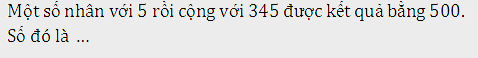 Một số nhân với 5 rồi cộng với 345 được kết quả bằng 500.
Số đó là ...